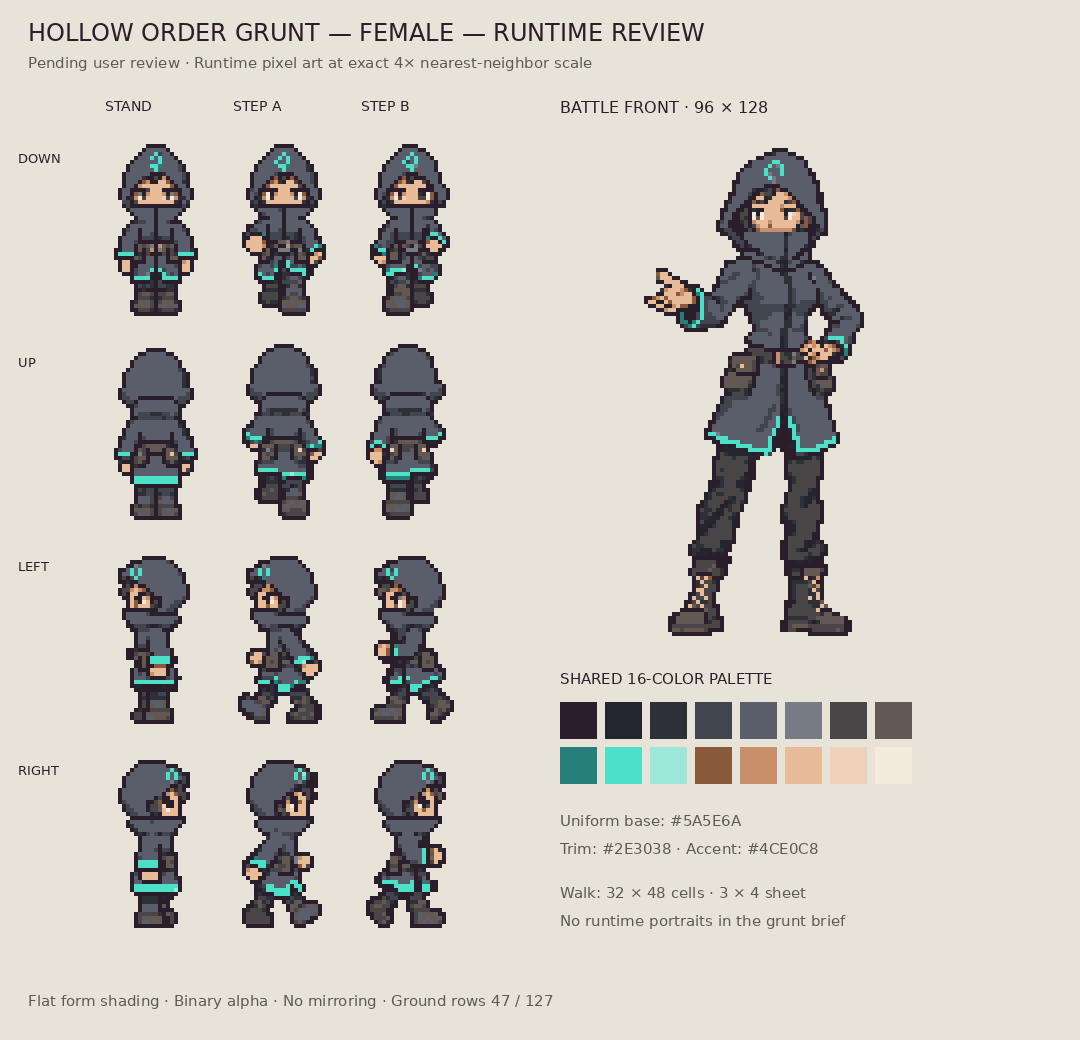 HOLLOW ORDER GRUNT — FEMALE — RUNTIME REVIEW
Pending user review · Runtime pixel art at exact 4× nearest-neighbor scale
STAND
STEP A
STEP B
BATTLE FRONT · 96 × 128
DOWN
UP
LEFT
RIGHT
SHARED 16-COLOR PALETTE
Uniform base: #5A5E6A
Trim: #2E3038 · Accent: #4CE0C8
Walk: 32 × 48 cells · 3 × 4 sheet
No runtime portraits in the grunt brief
Flat form shading · Binary alpha · No mirroring · Ground rows 47 / 127